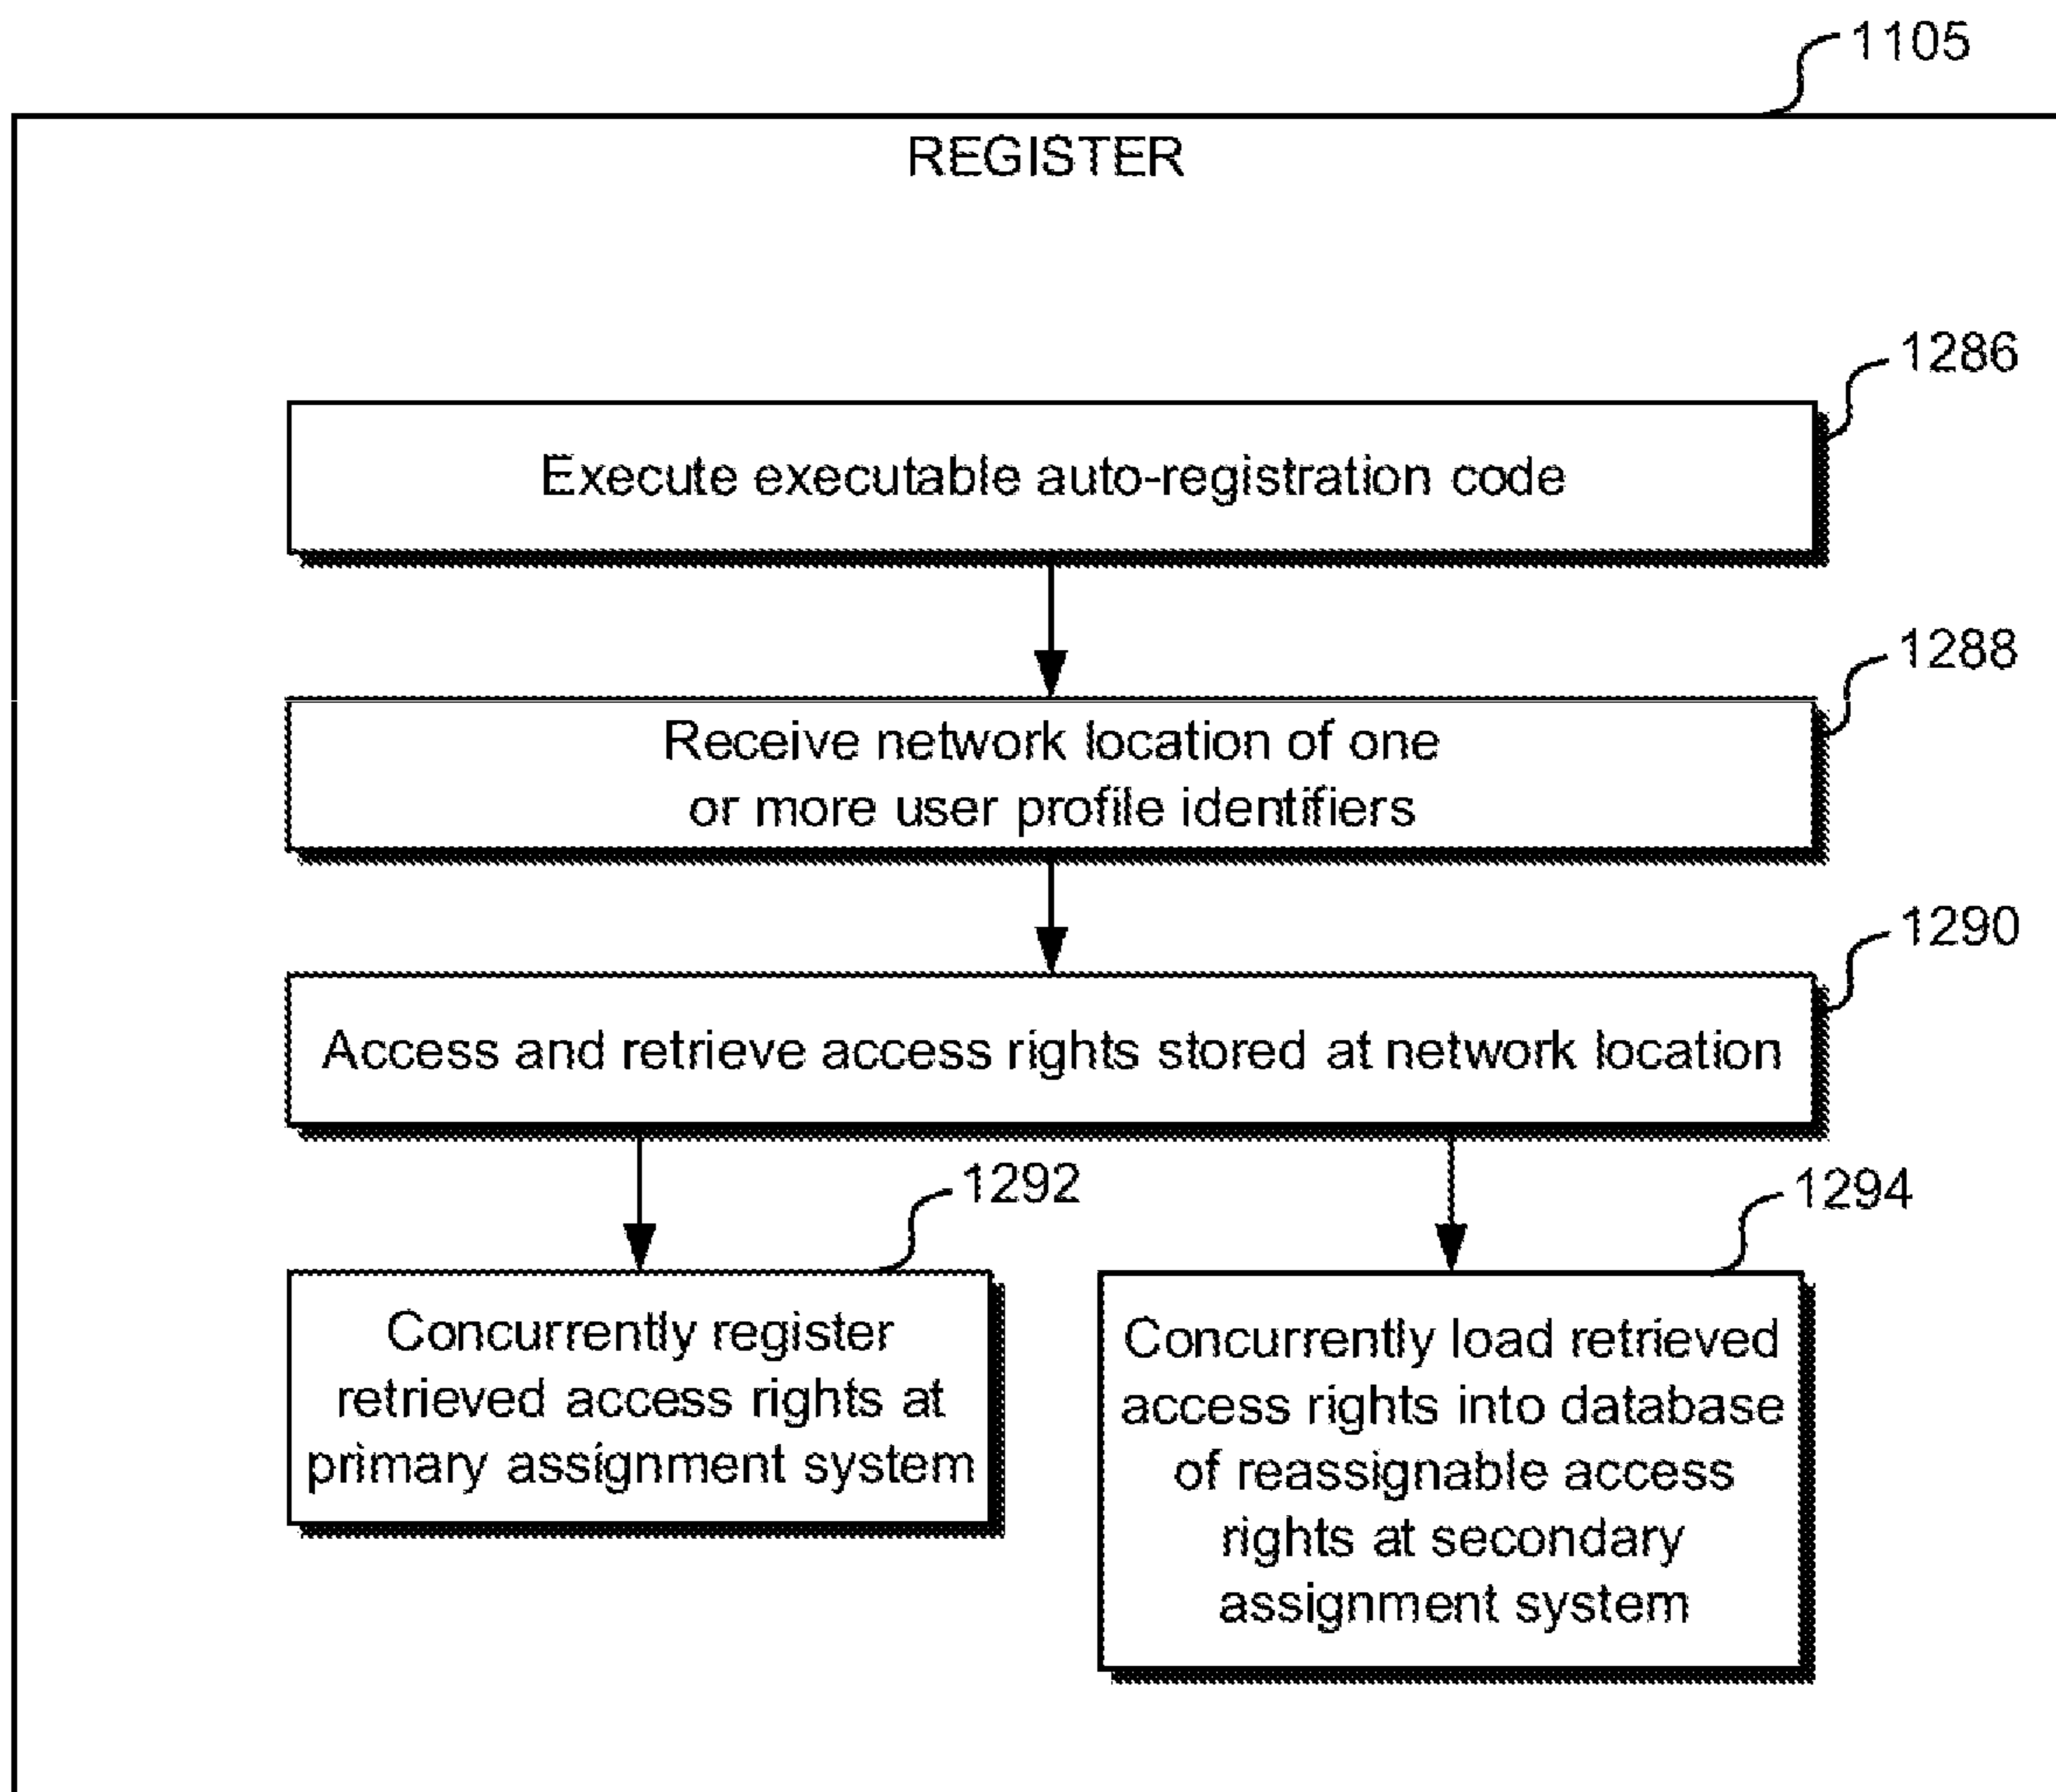 1105
REGISTER
1286
Execute executable auto-registration code
1288
Receive network location of one
or more user profile identifiers
1290
Access and retrieve access rights stored at network location
1292
Concurrently register
retrieved access rights at
primary assignment system
1294
Concurrently load retrieved
access rights into database
of reassignable access
rights at secondary
assignment system